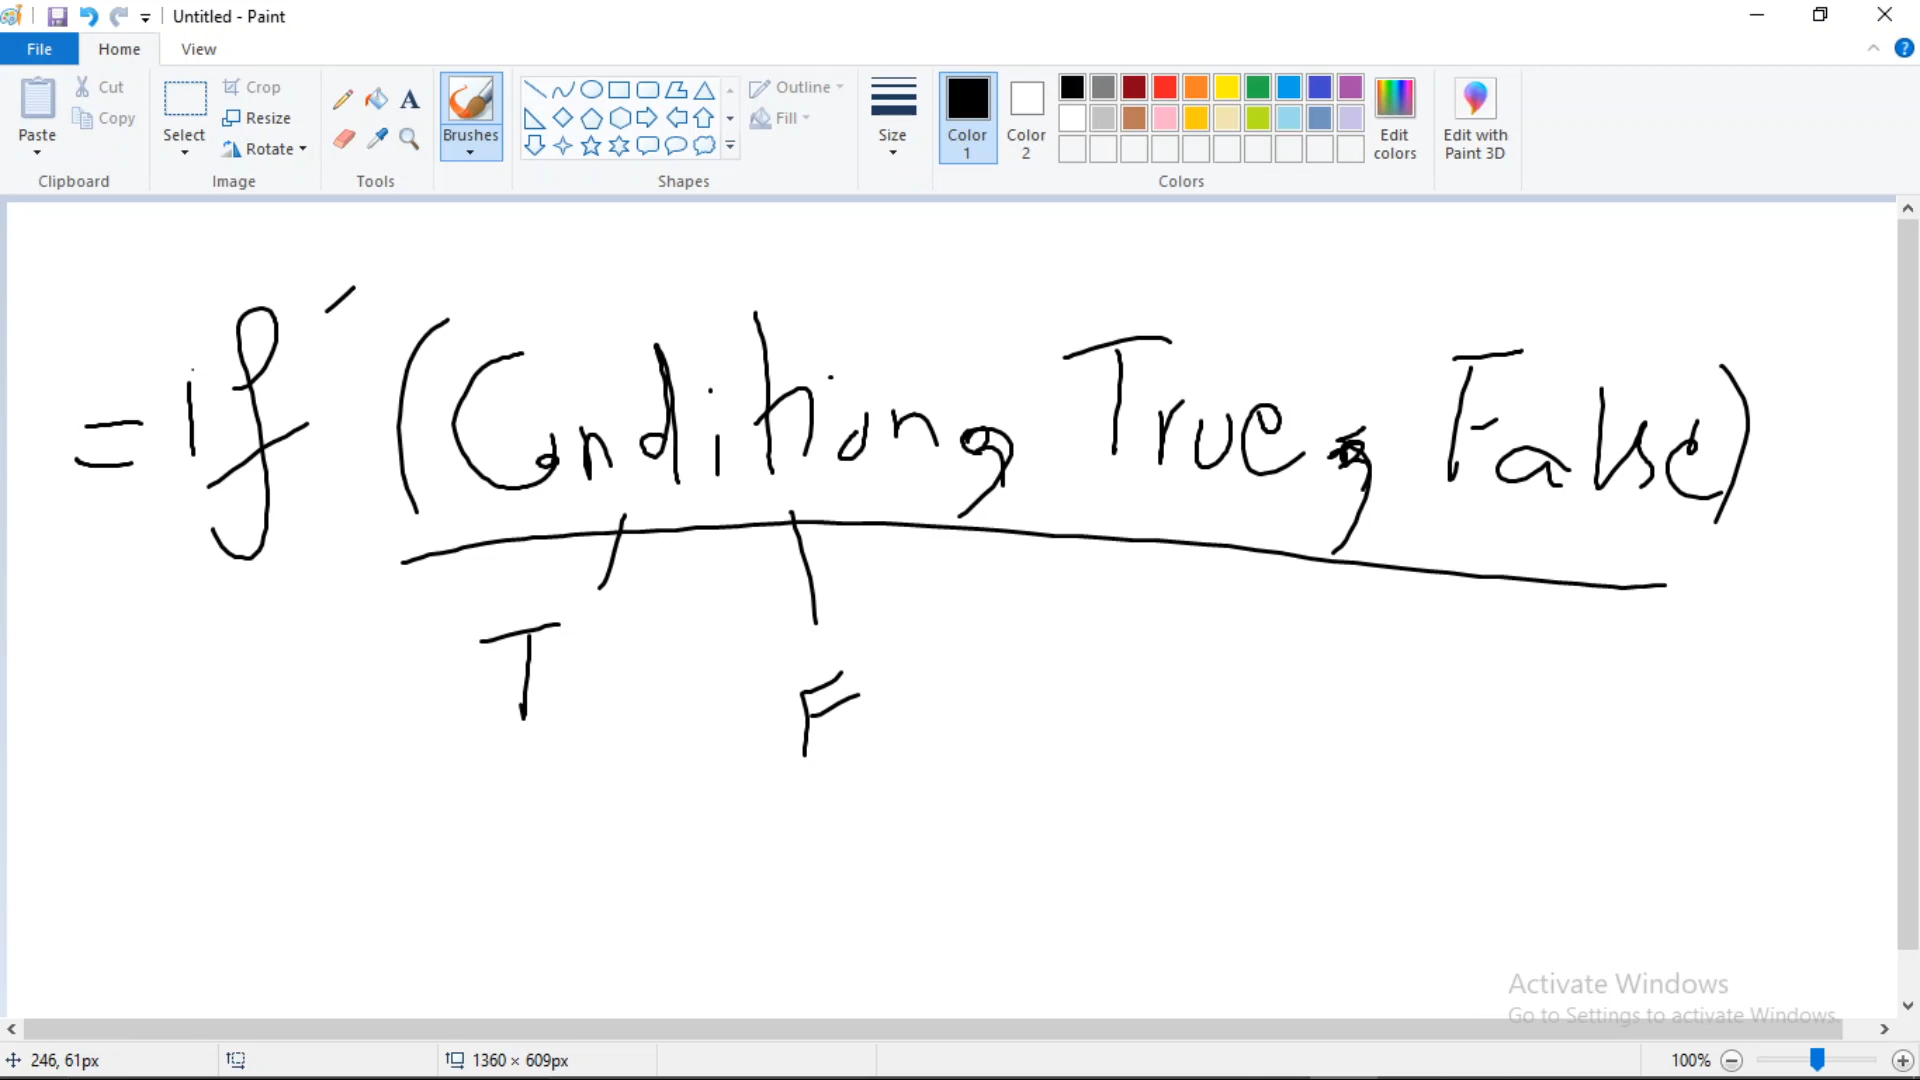 Untitled - Paint
File Home View
Cut
Copy
Paste
Clipboard
Crop
Resize
Rotate
Select
Image
A
Tools
Brushes
Shapes
Outline
Fill
Size
Color 1
Color 2
Colors
Edit colors
Edit with Paint 3D
?
=if (Condition, True, False)
T
F
Activate Windows
Go to Settings to activate Windows.
246, 61px
1360 × 609px
100%